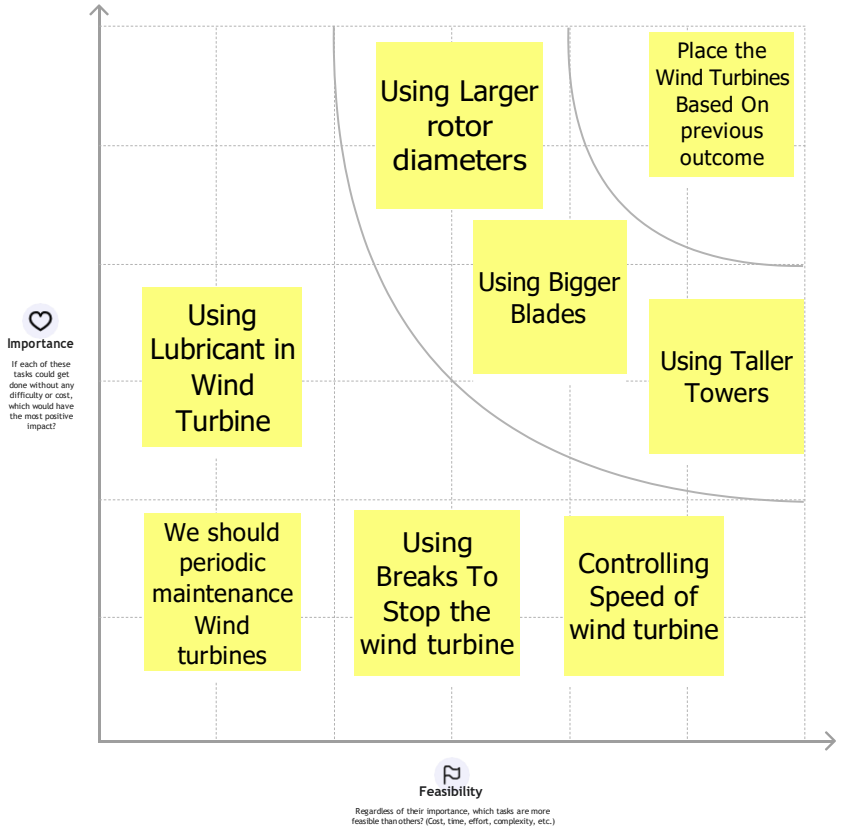 Place the
Wind Turbines
Based On
previous
outcome
Using Larger
rotor
diameters
Using Bigger
Blades
Using
Lubricant in
Wind
Turbine
Using Taller
Towers
Importance
If each of these
tasks could get
done without any
difficulty or cost,
which would have
the most positive
impact?
We should
periodic
maintenance
Wind
turbines
Using
Breaks To
Stop the
wind turbine
Controlling
Speed of
wind turbine
Feasibility
Regardless of their importance, which tasks are more
feasible than others? (Cost, time, effort, complexity, etc.)